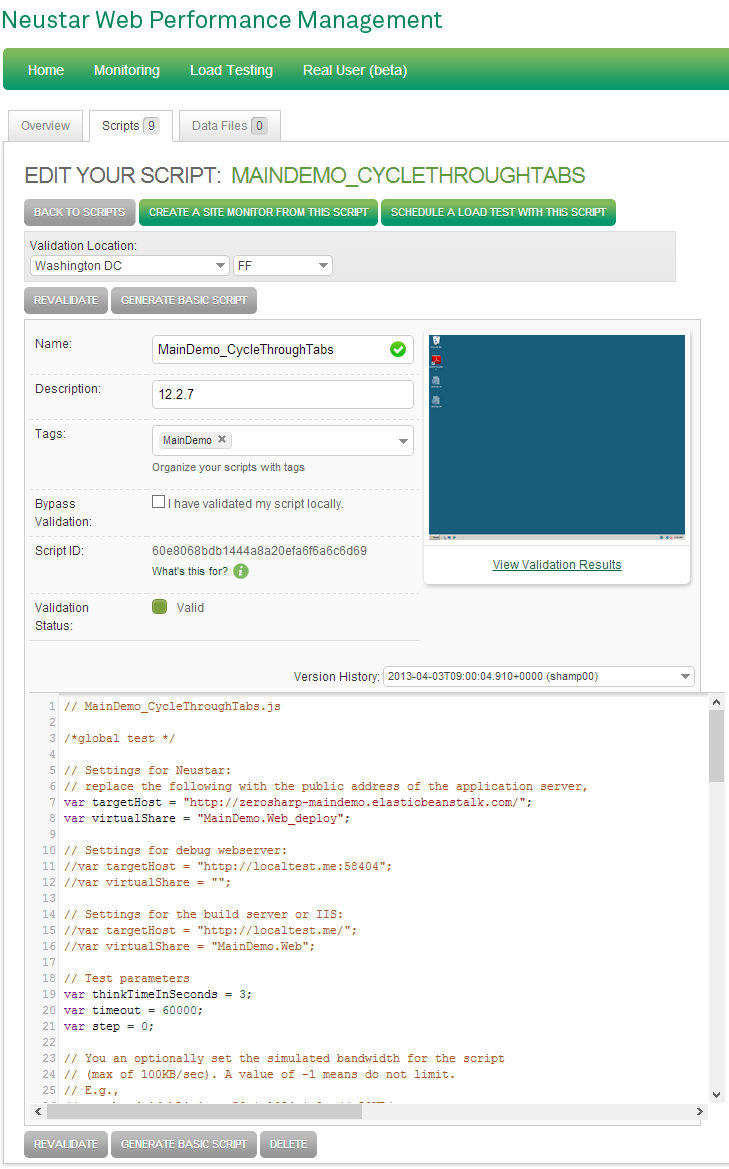 Neustar Web Performance Management
Home Monitoring Load Testing Real User (beta)
Overview Scripts 9 Data Files 0
EDIT YOUR SCRIPT: MAINDEMO_CYCLETHROUGHTABS
BACK TO SCRIPTS CREATE A SITE MONITOR FROM THIS SCRIPT SCHEDULE A LOAD TEST WITH THIS SCRIPT
Validation Location:
Washington DC FF
REVALIDATE GENERATE BASIC SCRIPT
Name: MainDemo_CycleThroughTabs
Description: 12.2.7
Tags: MainDemo
Organize your scripts with tags
Bypass Validation: I have validated my script locally.
Script ID: 60e8068bdb1444a8a20efa6f6a6c6d69
What's this for?
View Validation Results
Validation Status: Valid
Version History: 2013-04-03T09:00:04.910+0000 (shamp00)
1 // MainDemo_CycleThroughTabs.js
2
3 /*global test */
4
5 // Settings for Neustar:
6 // replace the following with the public address of the application server,
7 var targetHost = "http://zerosharp-maindemo.elasticbeanstalk.com/";
8 var virtualShare = "MainDemo.Web_deploy";
9
10 // Settings for debug webserver:
11 //var targetHost = "http://localtest.me:58404";
12 //var virtualShare = "";
13
14 // Settings for the build server or IIS:
15 //var targetHost = "http://localtest.me/";
16 //var virtualShare = "MainDemo.Web";
17
18 // Test parameters
19 var thinkTimeInSeconds = 3;
20 var timeout = 60000;
21 var step = 0;
22
23 // You an optionally set the simulated bandwidth for the script
24 // (max of 100KB/sec). A value of -1 means do not limit.
25 // E.g.,
REVALIDATE GENERATE BASIC SCRIPT DELETE